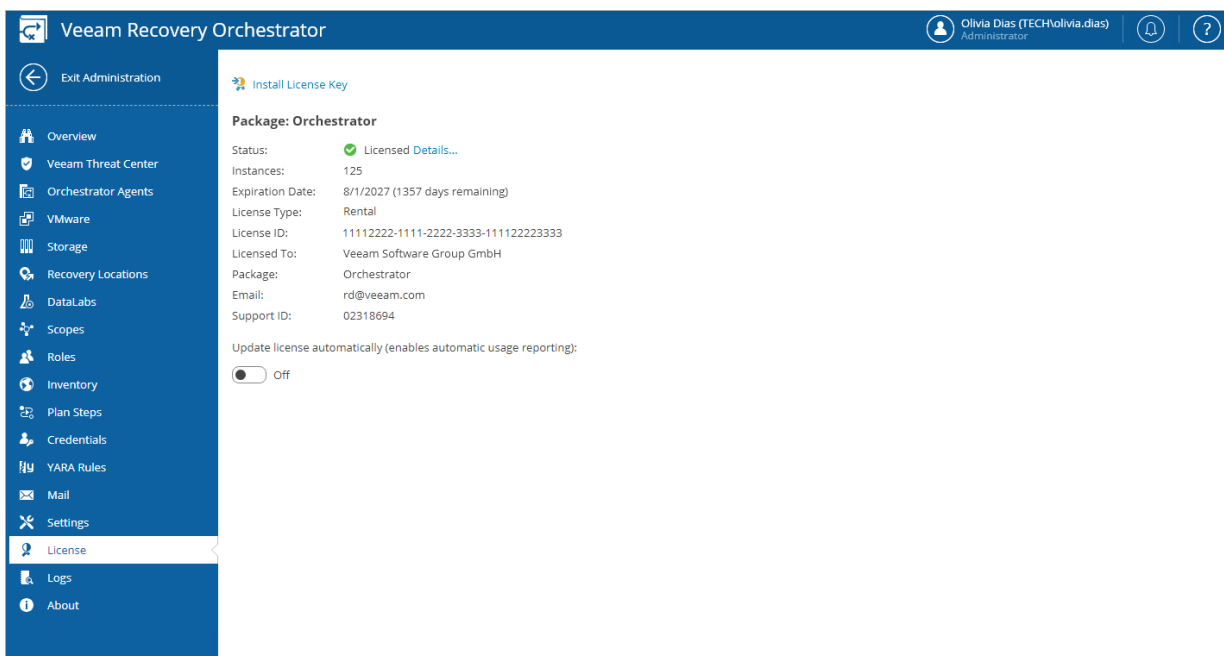 Veeam Recovery Orchestrator
Olivia Dias (TECH\olivia.dias)
Administrator
?
Exit Administration
Overview
Veeam Threat Center
Orchestrator Agents
VMware
Storage
Recovery Locations
DataLabs
Scopes
Roles
Inventory
Plan Steps
Credentials
YARA Rules
Mail
Settings
License
Logs
About
Install License Key
Package: Orchestrator
Status: Licensed Details...
Instances: 125
Expiration Date: 8/1/2027 (1357 days remaining)
License Type: Rental
License ID: 11112222-1111-2222-3333-111122223333
Licensed To: Veeam Software Group GmbH
Package: Orchestrator
Email: rd@veeam.com
Support ID: 02318694
Update license automatically (enables automatic usage reporting):
Off